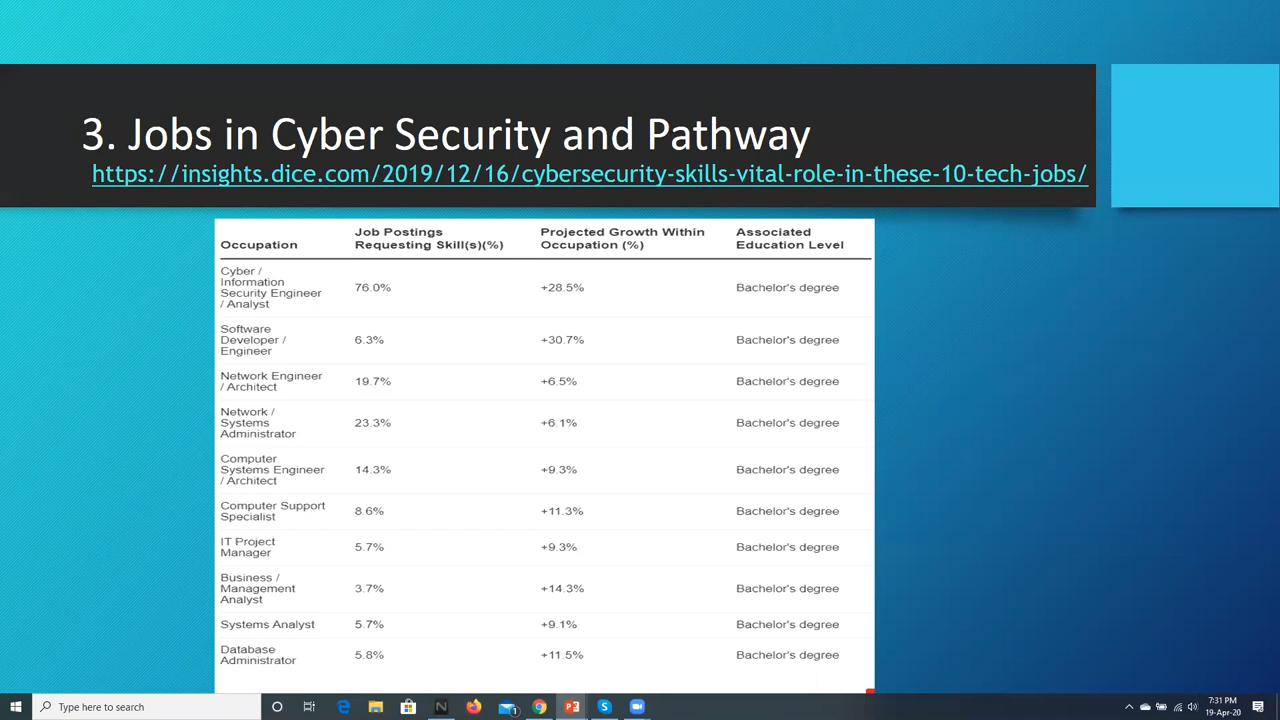 3. Jobs in Cyber Security and Pathway
https://insights.dice.com/2019/12/16/cybersecurity-skills-vital-role-in-these-10-tech-jobs/
Occupation Job Postings Requesting Skill(s)(%) Projected Growth Within Occupation (%) Associated Education Level
Cyber / Information Security Engineer / Analyst 76.0% +28.5% Bachelor's degree
Software Developer / Engineer 6.3% +30.7% Bachelor's degree
Network Engineer / Architect 19.7% +6.5% Bachelor's degree
Network / Systems Administrator 23.3% +6.1% Bachelor's degree
Computer Systems Engineer / Architect 14.3% +9.3% Bachelor's degree
Computer Support Specialist 8.6% +11.3% Bachelor's degree
IT Project Manager 5.7% +9.3% Bachelor's degree
Business / Management Analyst 3.7% +14.3% Bachelor's degree
Systems Analyst 5.7% +9.1% Bachelor's degree
Database Administrator 5.8% +11.5% Bachelor's degree
Type here to search
7:31 PM
19-Apr-20